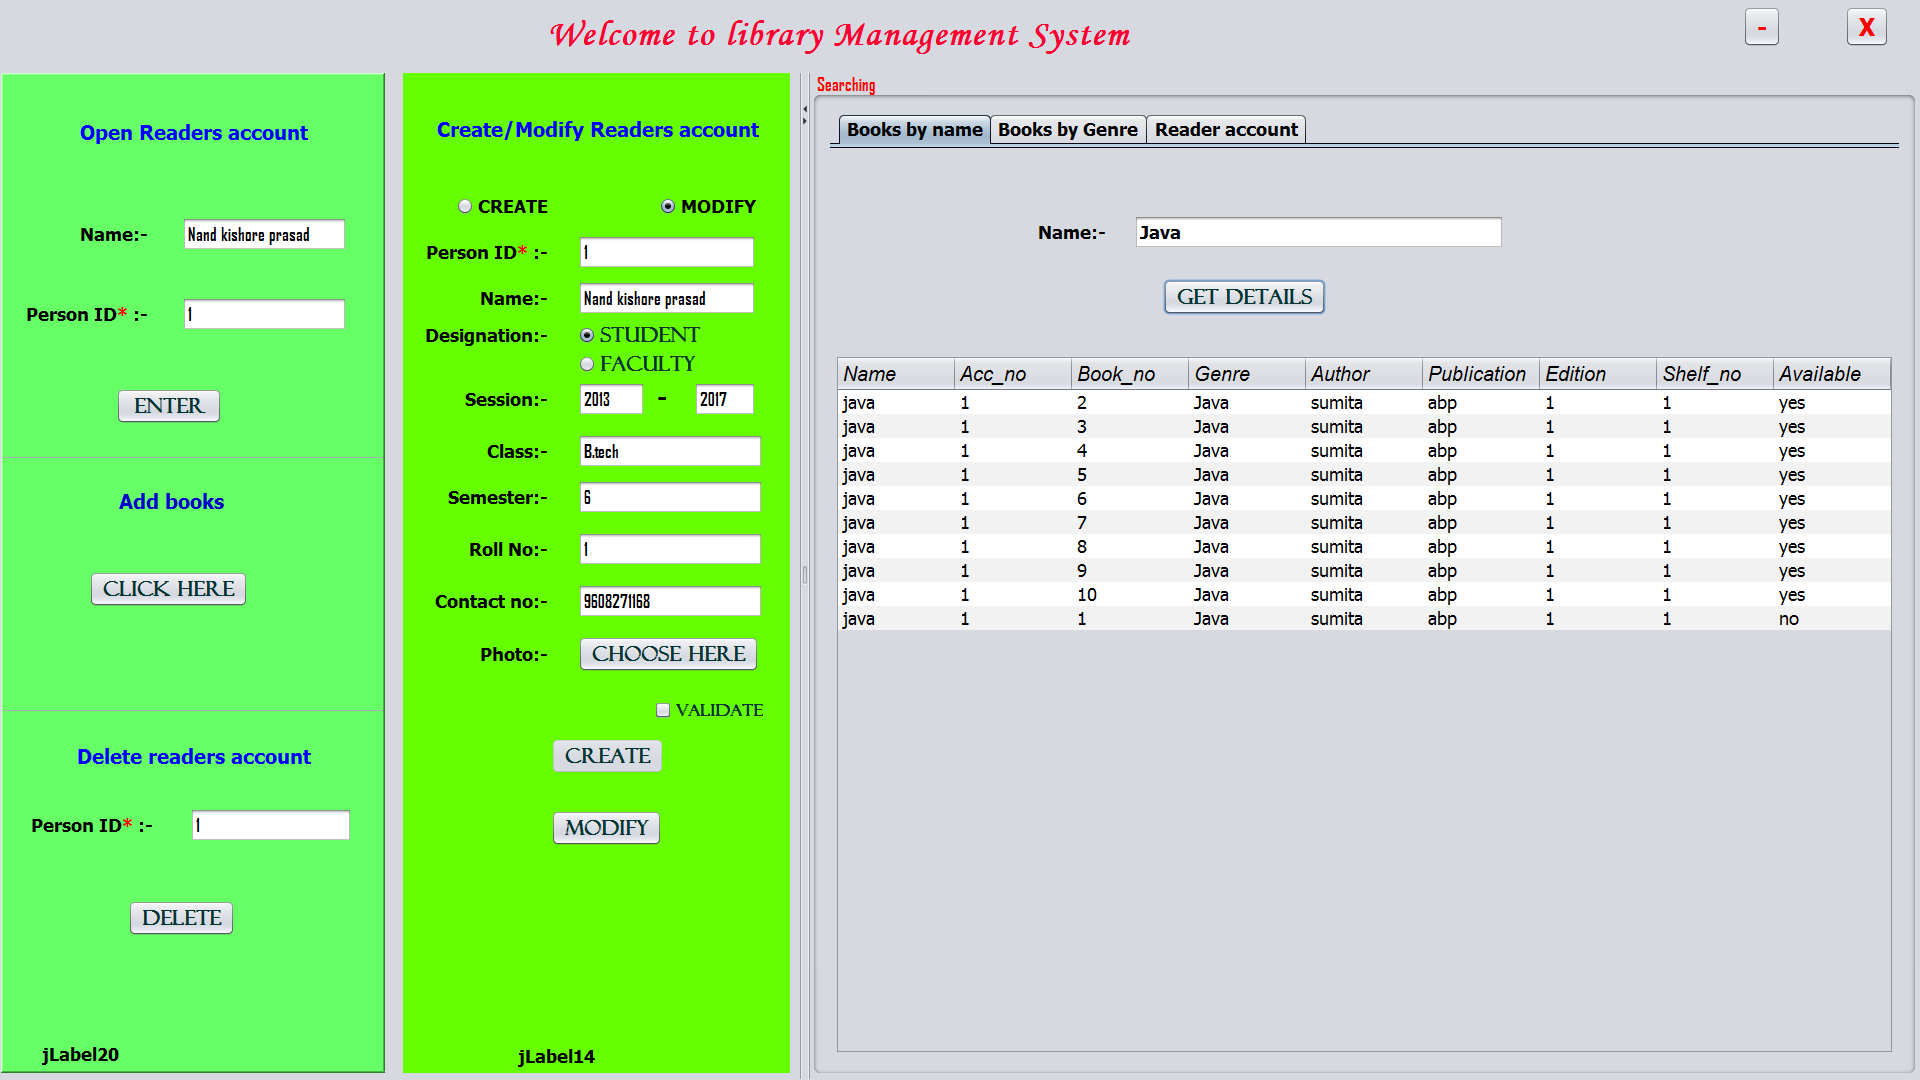 Welcome to library Management System
-
X
Open Readers account
Name:- Nand kishore prasad
Person ID* :- 1
ENTER
Add books
CLICK HERE
Delete readers account
Person ID* :- 1
DELETE
jLabel20
Create/Modify Readers account
CREATE MODIFY
Person ID* :- 1
Name:- Nand kishore prasad
Designation:- STUDENT
FACULTY
Session:- 2013 - 2017
Class:- B.tech
Semester:- 6
Roll No:- 1
Contact no:- 9608271168
Photo:- CHOOSE HERE
VALIDATE
CREATE
MODIFY
jLabel14
Searching
Books by name Books by Genre Reader account
Name:- Java
GET DETAILS
Name Acc_no Book_no Genre Author Publication Edition Shelf_no Available
java 1 2 Java sumita abp 1 1 yes
java 1 3 Java sumita abp 1 1 yes
java 1 4 Java sumita abp 1 1 yes
java 1 5 Java sumita abp 1 1 yes
java 1 6 Java sumita abp 1 1 yes
java 1 7 Java sumita abp 1 1 yes
java 1 8 Java sumita abp 1 1 yes
java 1 9 Java sumita abp 1 1 yes
java 1 10 Java sumita abp 1 1 yes
java 1 1 Java sumita abp 1 1 no